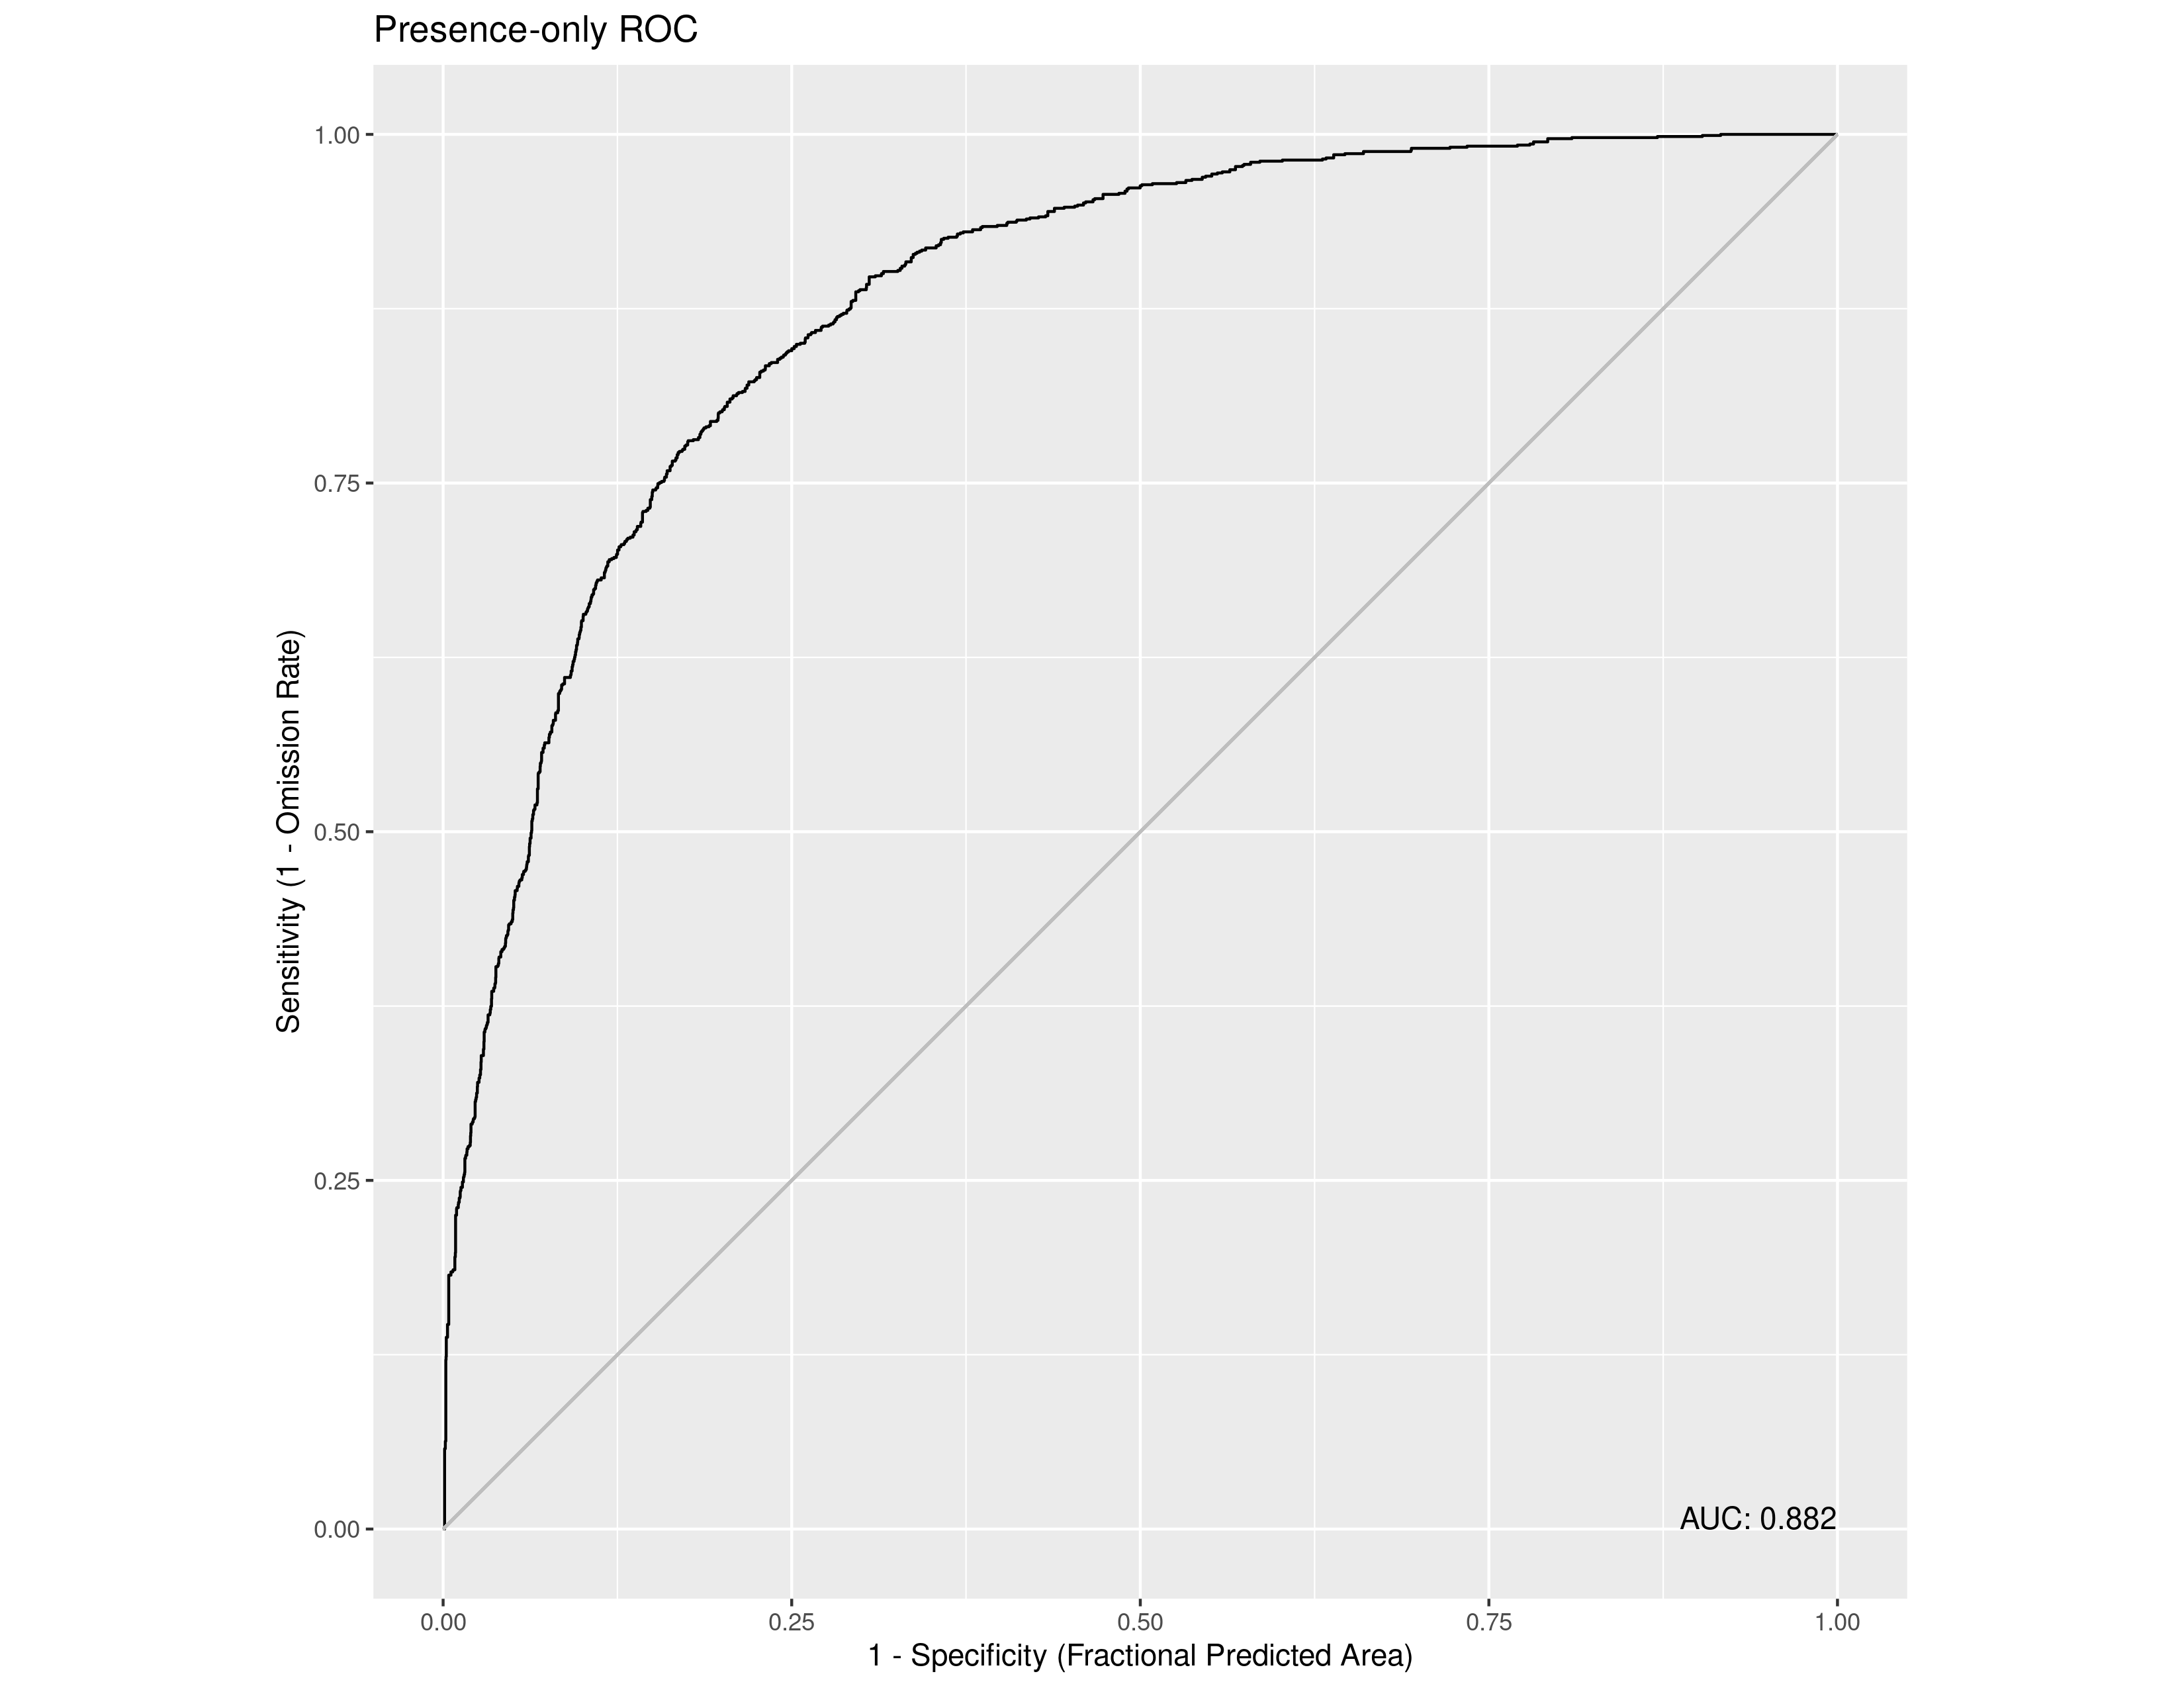 Presence-only ROC
1.00
0.75
0.50
0.25
0.00
Sensitivity (1 - Omission Rate)
AUC: 0.882
0.00 0.25 0.50 0.75 1.00
1 - Specificity (Fractional Predicted Area)